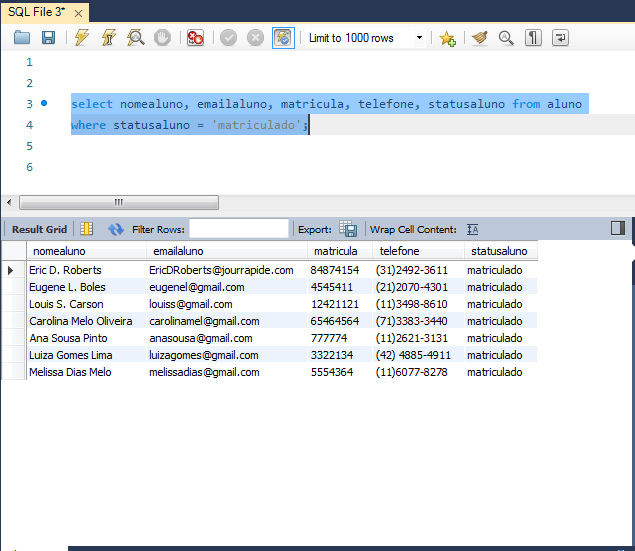 SQL File 3* ×
Limit to 1000 rows
1
2
3 select nomealuno, emailaluno, matricula, telefone, statusaluno from aluno
4 where statusaluno = 'matriculado';
5
6
Result Grid Filter Rows: Export: Wrap Cell Content: IA
nomealuno emailaluno matricula telefone statusaluno
Eric D. Roberts EricDRoberts@jourrapide.com 84874154 (31)2492-3611 matriculado
Eugene L. Boles eugenel@gmail.com 4545411 (21)2070-4301 matriculado
Louis S. Carson louiss@gmail.com 12421121 (11)3498-8610 matriculado
Carolina Melo Oliveira carolinamel@gmail.com 65464564 (71)3383-3440 matriculado
Ana Sousa Pinto anasousa@gmail.com 777774 (11)2621-3131 matriculado
Luiza Gomes Lima luizagomes@gmail.com 3322134 (42) 4885-4911 matriculado
Melissa Dias Melo melissadias@gmail.com 5554364 (11)6077-8278 matriculado